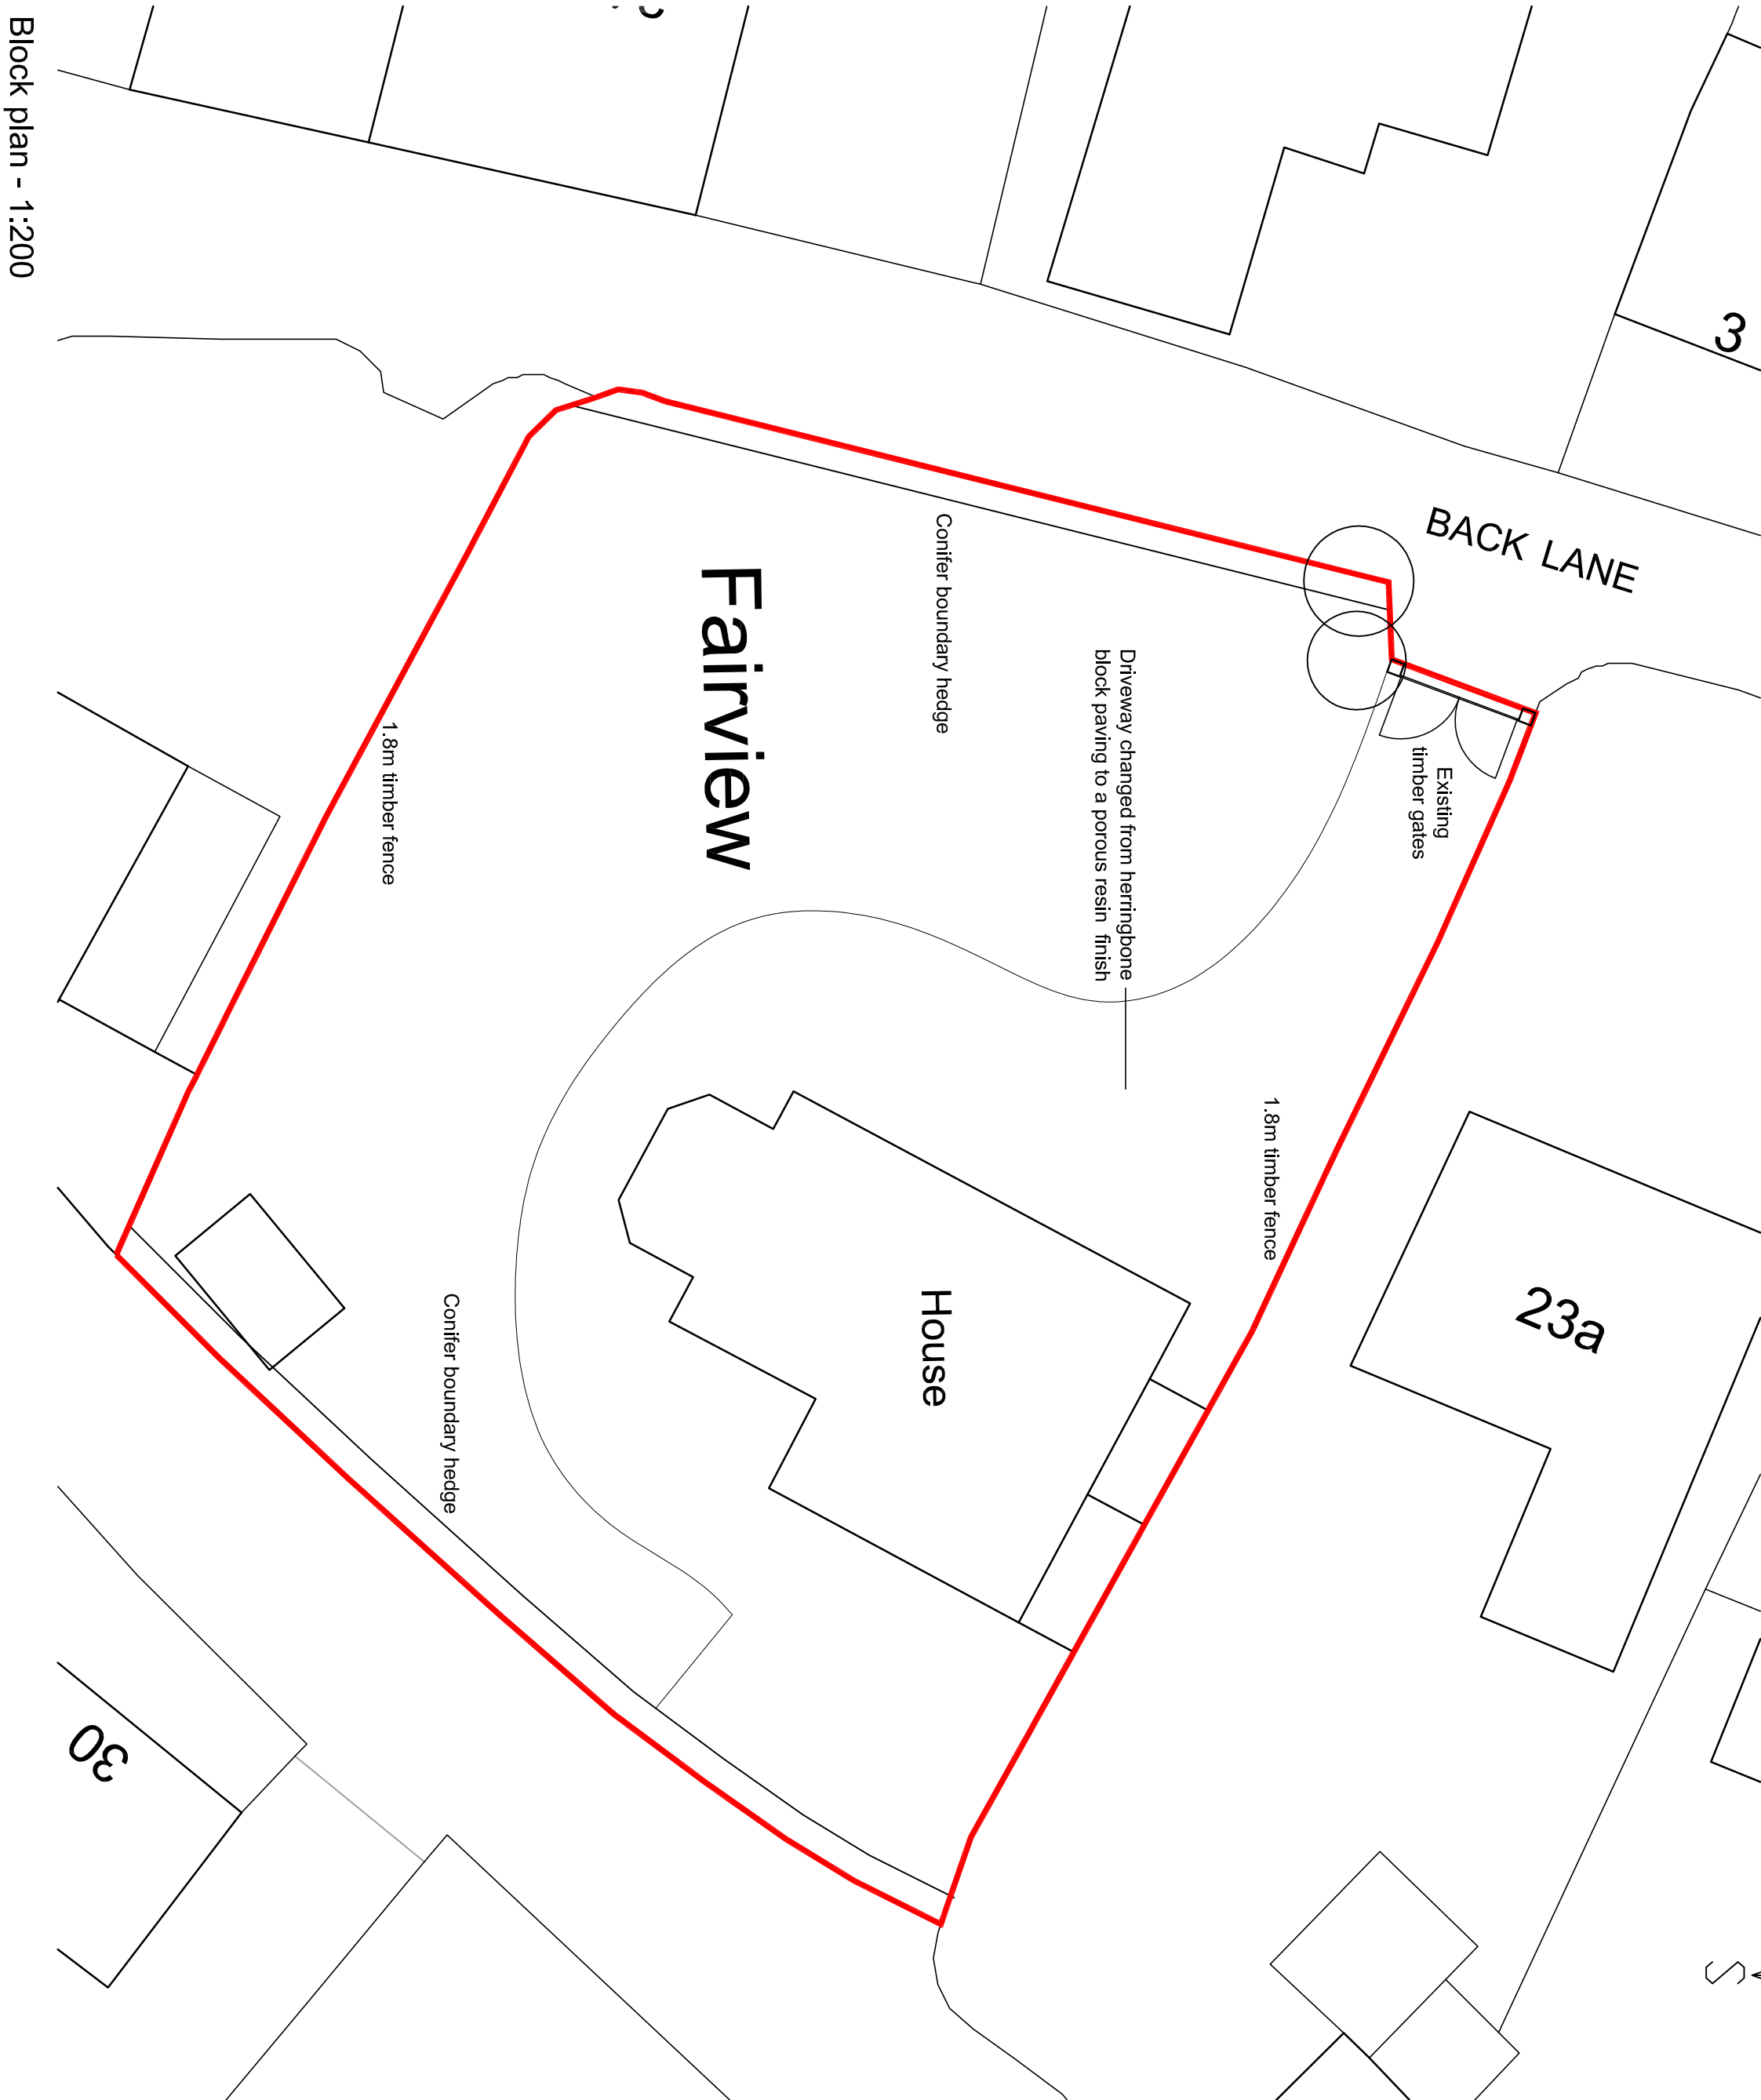 Block plan - 1:200
3
BACK LANE
Existing
timber gates
Driveway changed from herringbone
block paving to a porous resin finish
Conifer boundary hedge
Fairview
1.8m timber fence
1.8m timber fence
23a
House
Conifer boundary hedge
30
S